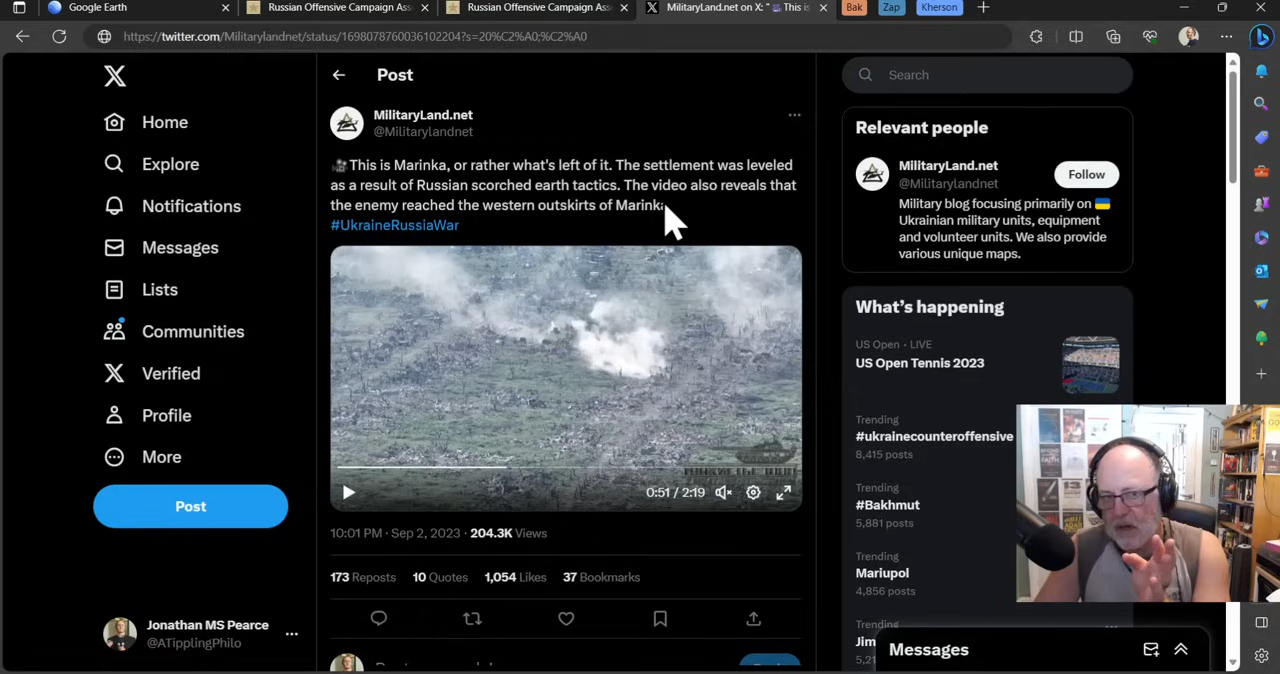 Google Earth
Russian Offensive Campaign Ass
Russian Offensive Campaign Ass
MilitaryLand.net on X: "🎥This i
Bak
Zap
Kherson
https://twitter.com/Militarylandnet/status/1698078760036102204?s=20%C2%A0;%C2%A0
Home
Explore
Notifications
Messages
Lists
Communities
Verified
Profile
More
Post
Jonathan MS Pearce
@ATipplingPhilo
Post
MilitaryLand.net
@Militarylandnet
🎥This is Marinka, or rather what's left of it. The settlement was leveled
as a result of Russian scorched earth tactics. The video also reveals that
the enemy reached the western outskirts of Marinka
#UkraineRussiaWar
0:51 / 2:19
10:01 PM · Sep 2, 2023 · 204.3K Views
173 Reposts 10 Quotes 1,054 Likes 37 Bookmarks
Search
Relevant people
MilitaryLand.net
@Militarylandnet
Follow
Military blog focusing primarily on 🇺🇦
Ukrainian military units, equipment
and volunteer units. We also provide
various unique maps.
What's happening
US Open · LIVE
US Open Tennis 2023
Trending
#ukrainecounteroffensive
8,415 posts
Trending
#Bakhmut
5,881 posts
Trending
Mariupol
4,856 posts
Trending
Messages